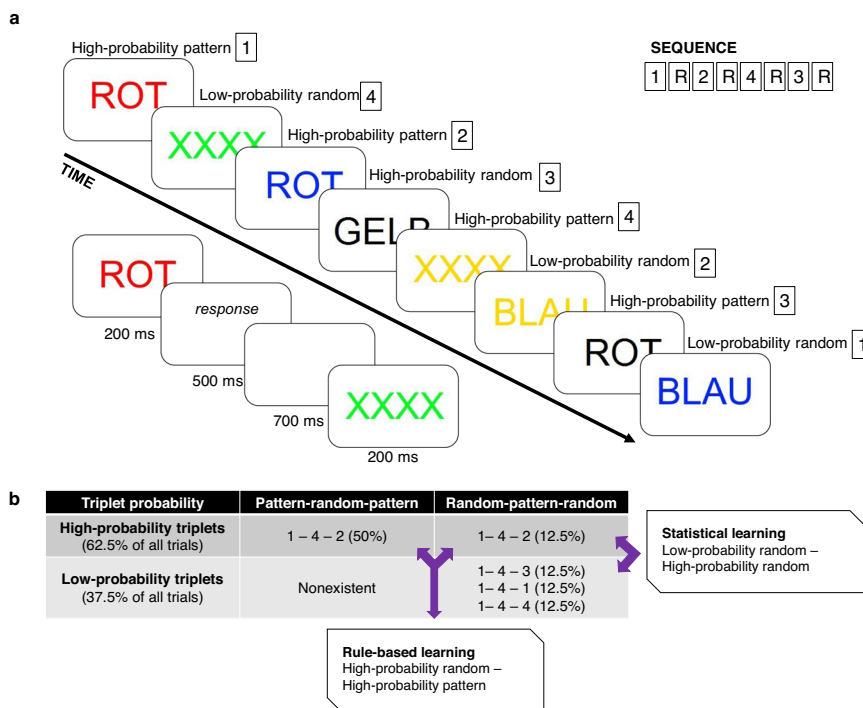 a
High-probability pattern 1
SEQUENCE
1 R 2 R 4 R 3 R
ROT
Low-probability random 4
XXXX
High-probability pattern 2
ROT
High-probability random 3
GELB
High-probability pattern 4
XXXX
Low-probability random 2
BLAU
High-probability pattern 3
ROT
Low-probability random 1
BLAU
TIME
ROT
200 ms
response
500 ms
700 ms
XXXX
200 ms
b
Triplet probability Pattern-random-pattern Random-pattern-random
High-probability triplets
(62.5% of all trials)
1 – 4 – 2 (50%)
1– 4 – 2 (12.5%)
Low-probability triplets
(37.5% of all trials)
Nonexistent
1– 4 – 3 (12.5%)
1– 4 – 1 (12.5%)
1– 4 – 4 (12.5%)
Statistical learning
Low-probability random –
High-probability random
Rule-based learning
High-probability random –
High-probability pattern